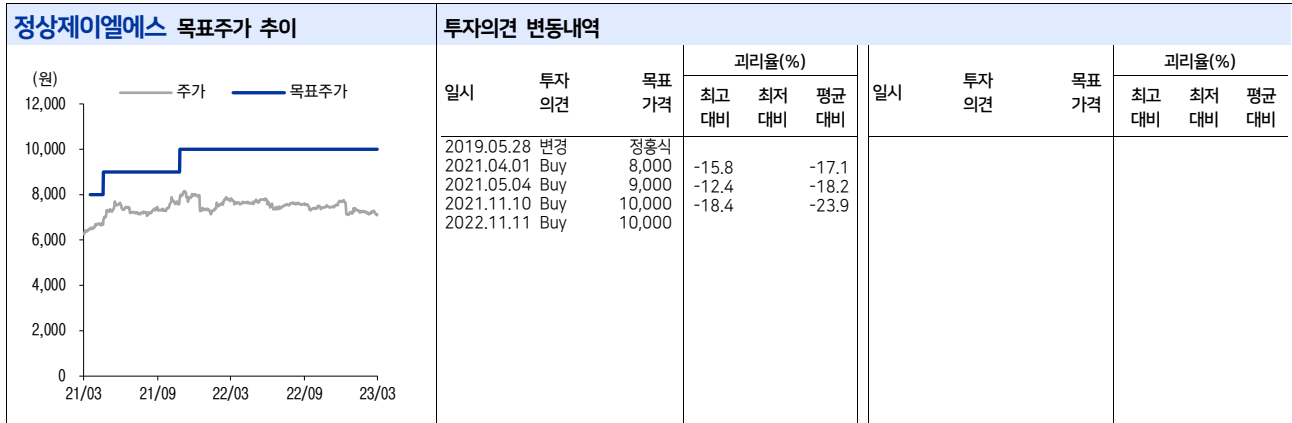 정상제이엘에스 목표주가 추이
(원)
주가
목표주가
12,000
10,000
8,000
6,000
4,000
2,000
0
21/03 21/09 22/03 22/09 23/03
투자의견 변동내역
일시 투자의견 목표가격 괴리율(%)
최고대비 최저대비 평균대비
2019.05.28 변경 정홍식
2021.04.01 Buy 8,000 -15.8 -17.1
2021.05.04 Buy 9,000 -12.4 -18.2
2021.11.10 Buy 10,000 -18.4 -23.9
2022.11.11 Buy 10,000
일시 투자의견 목표가격 괴리율(%)
최고대비 최저대비 평균대비